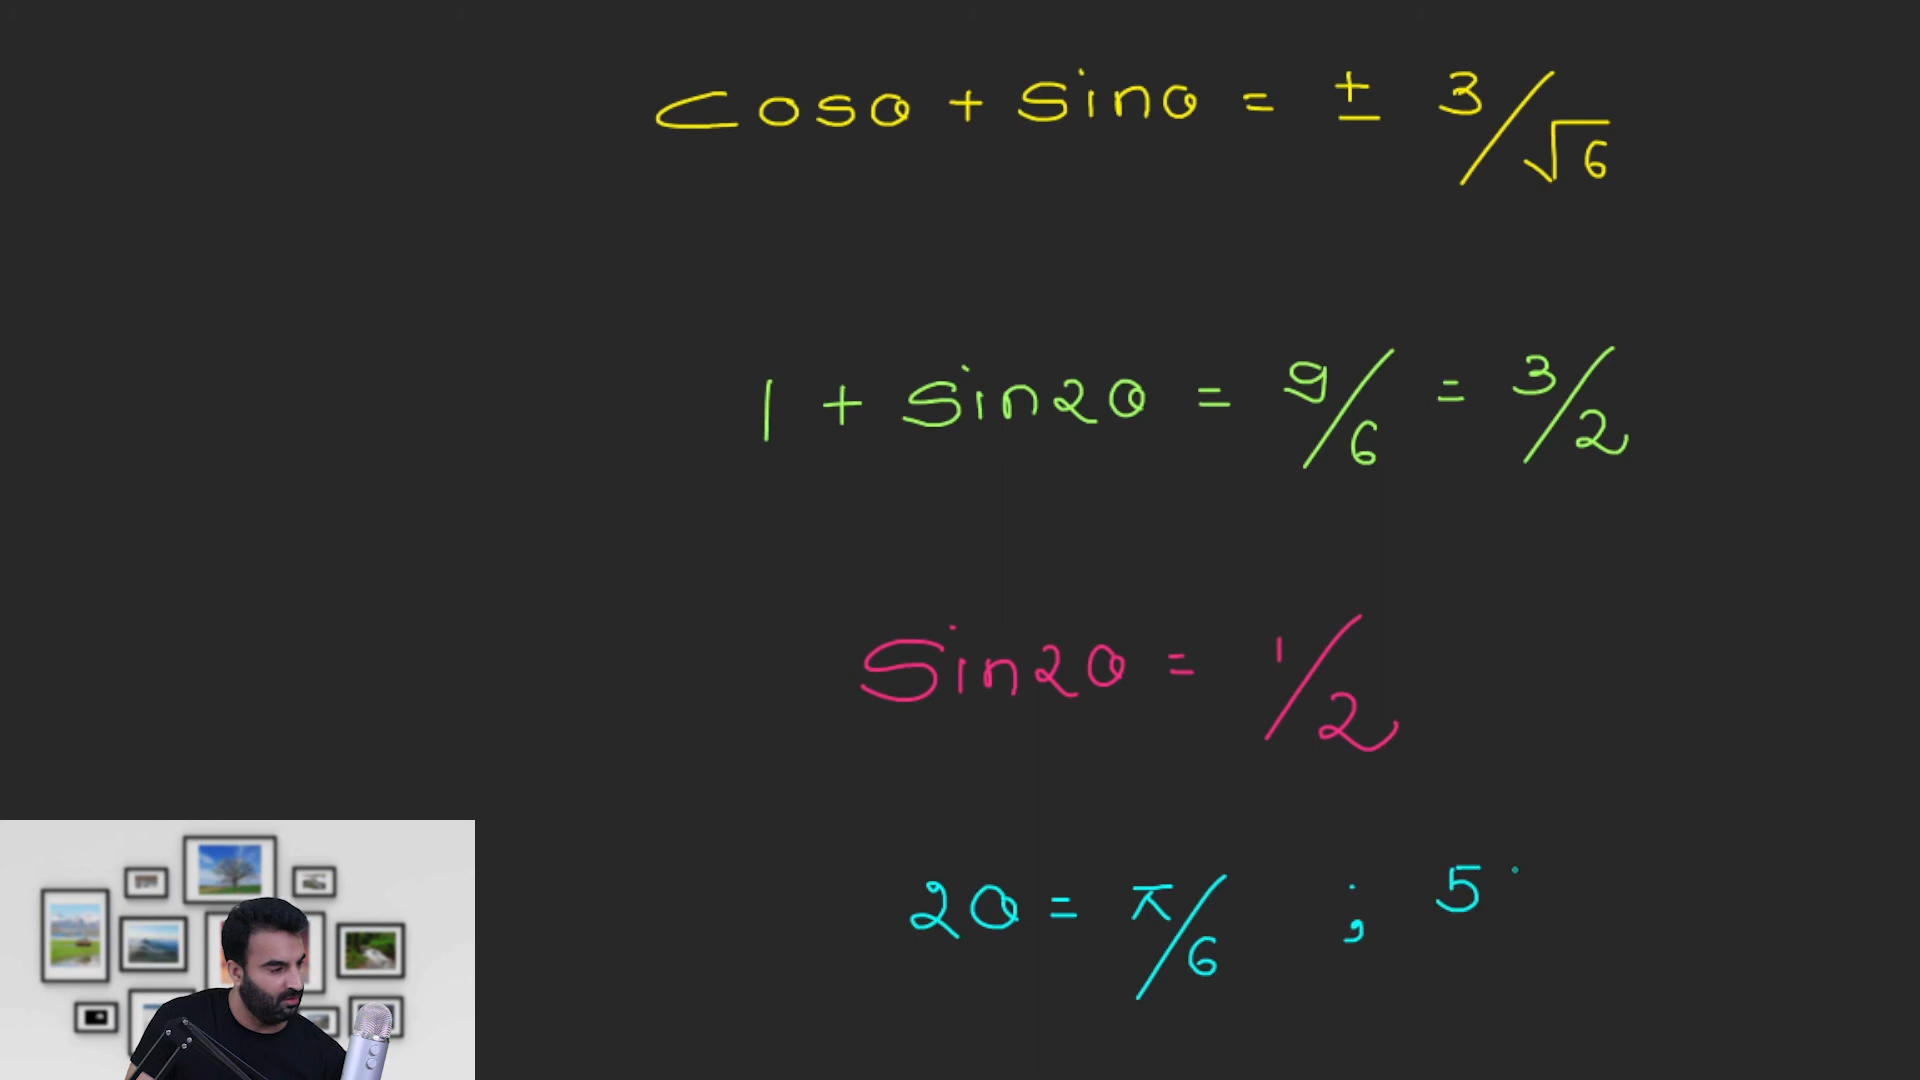 cosθ + sinθ = ± 3/√6
1 + sin2θ = 9/6 = 3/2
sin2θ = 1/2
2θ = π/6 ; 5